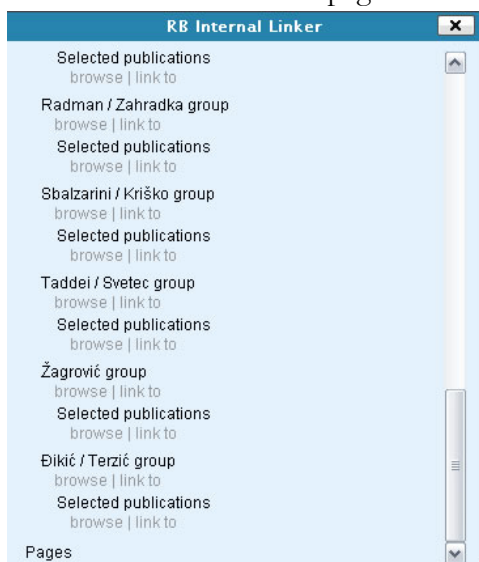 RB Internal Linker
Selected publications
browse | link to
Radman / Zahradka group
browse | link to
Selected publications
browse | link to
Sbalzarini / Kriško group
browse | link to
Selected publications
browse | link to
Taddei / Svetec group
browse | link to
Selected publications
browse | link to
Žagrović group
browse | link to
Selected publications
browse | link to
Đikić / Terzić group
browse | link to
Selected publications
browse | link to
Pages